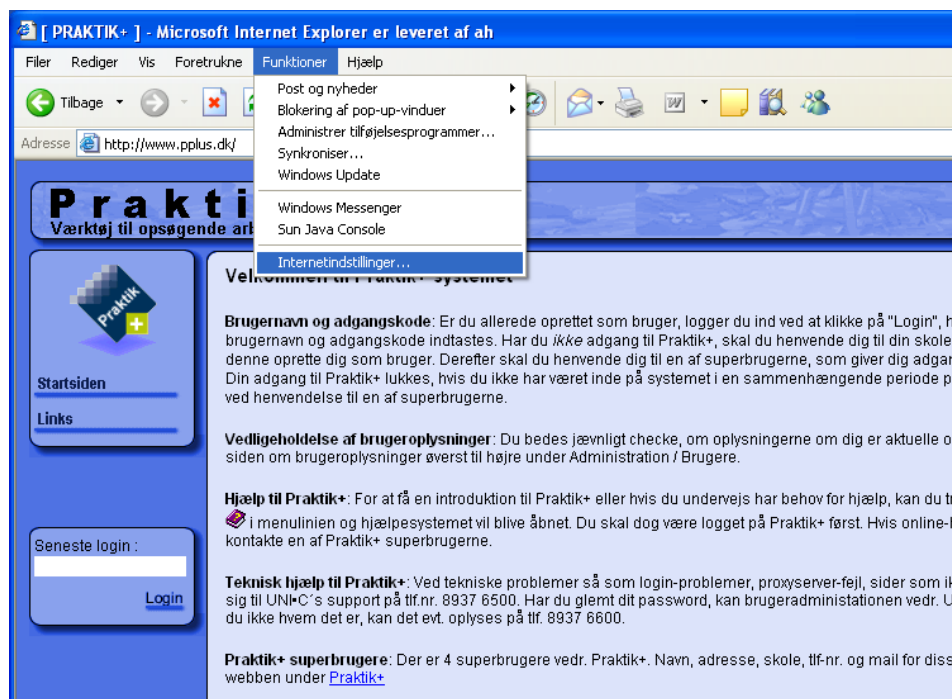 [ PRAKTIK+ ] - Microsoft Internet Explorer er leveret af ah
Filer Rediger Vis Foretrukne Funktioner Hjælp
Tilbage
Adresse http://www.pplus.dk/
Post og nyheder
Blokering af pop-up-vinduer
Administrer tilføjelsesprogrammer...
Synkroniser...
Windows Update
Windows Messenger
Sun Java Console
Internetindstillinger...
Prakti
Værktøj til opsøgende
Praktik
Startsiden
Links
Seneste login :
Login
Velkommen til Praktik+ systemet
Brugernavn og adgangskode: Er du allerede oprettet som bruger, logger du ind ved at klikke på "Login",
brugernavn og adgangskode indtastes. Har du ikke adgang til Praktik+, skal du henvende dig til din skole
denne oprette dig som bruger. Derefter skal du henvende dig til en af superbrugerne, som giver dig
Din adgang til Praktik+ lukkes, hvis du ikke har været inde på systemet i en sammenhængende periode
ved henvendelse til en af superbrugerne.
Vedligeholdelse af brugeroplysninger: Du bedes jævnligt checke, om oplysningerne om dig er aktuelle
siden om brugeroplysninger øverst til højre under Administration / Brugere.
Hjælp til Praktik+: For at få en introduktion til Praktik+ eller hvis du undervejs har behov for hjælp, kan du
i menulinien og hjælpesystemet vil blive åbnet. Du skal dog være logget på Praktik+ først. Hvis
kontakte en af Praktik+ superbrugerne.
Teknisk hjælp til Praktik+: Ved tekniske problemer så som login-problemer, proxyserver-fejl, sider som
sig til UNI•C´s support på tlf.nr. 8937 6500. Har du glemt dit password, kan brugeradministationen vedr.
du ikke hvem det er, kan det evt. oplyses på tlf. 8937 6600.
Praktik+ superbrugere: Der er 4 superbrugere vedr. Praktik+. Navn, adresse, skole, tlf-nr. og mail for
webben under Praktik+